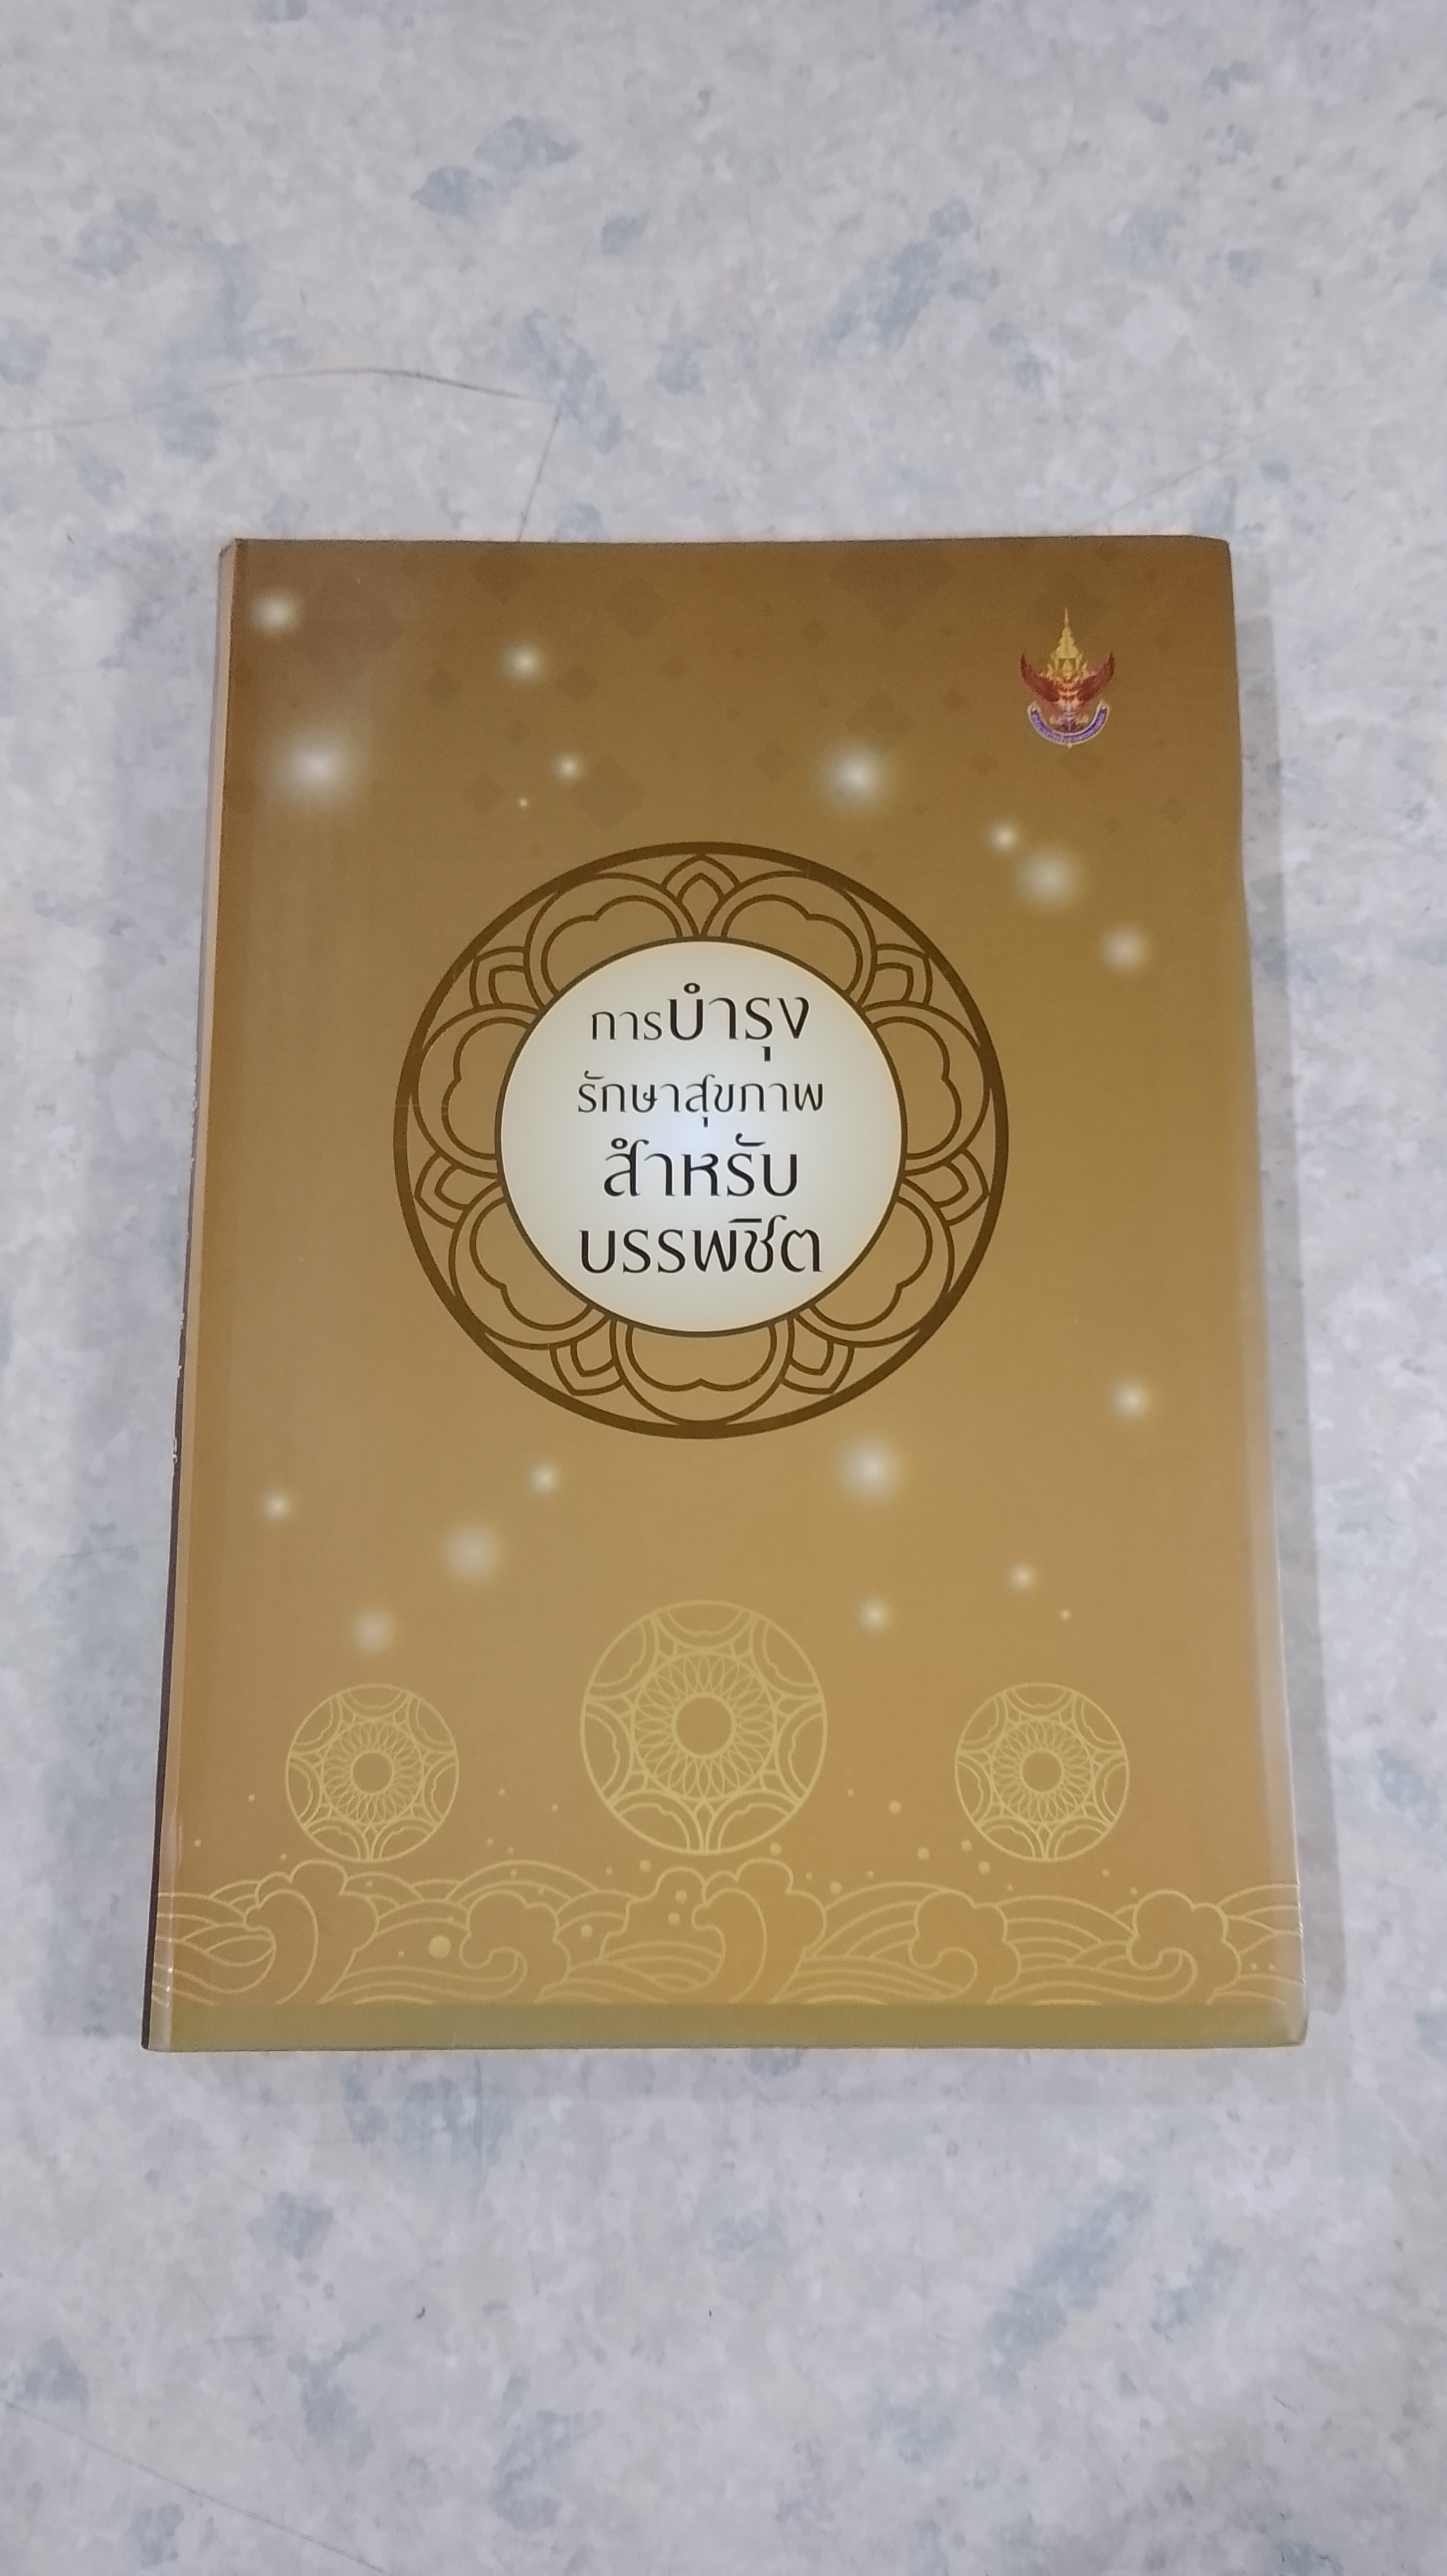 การบำรุง
รักษาสุขภาพ
สำหรับ
บรรพชิต